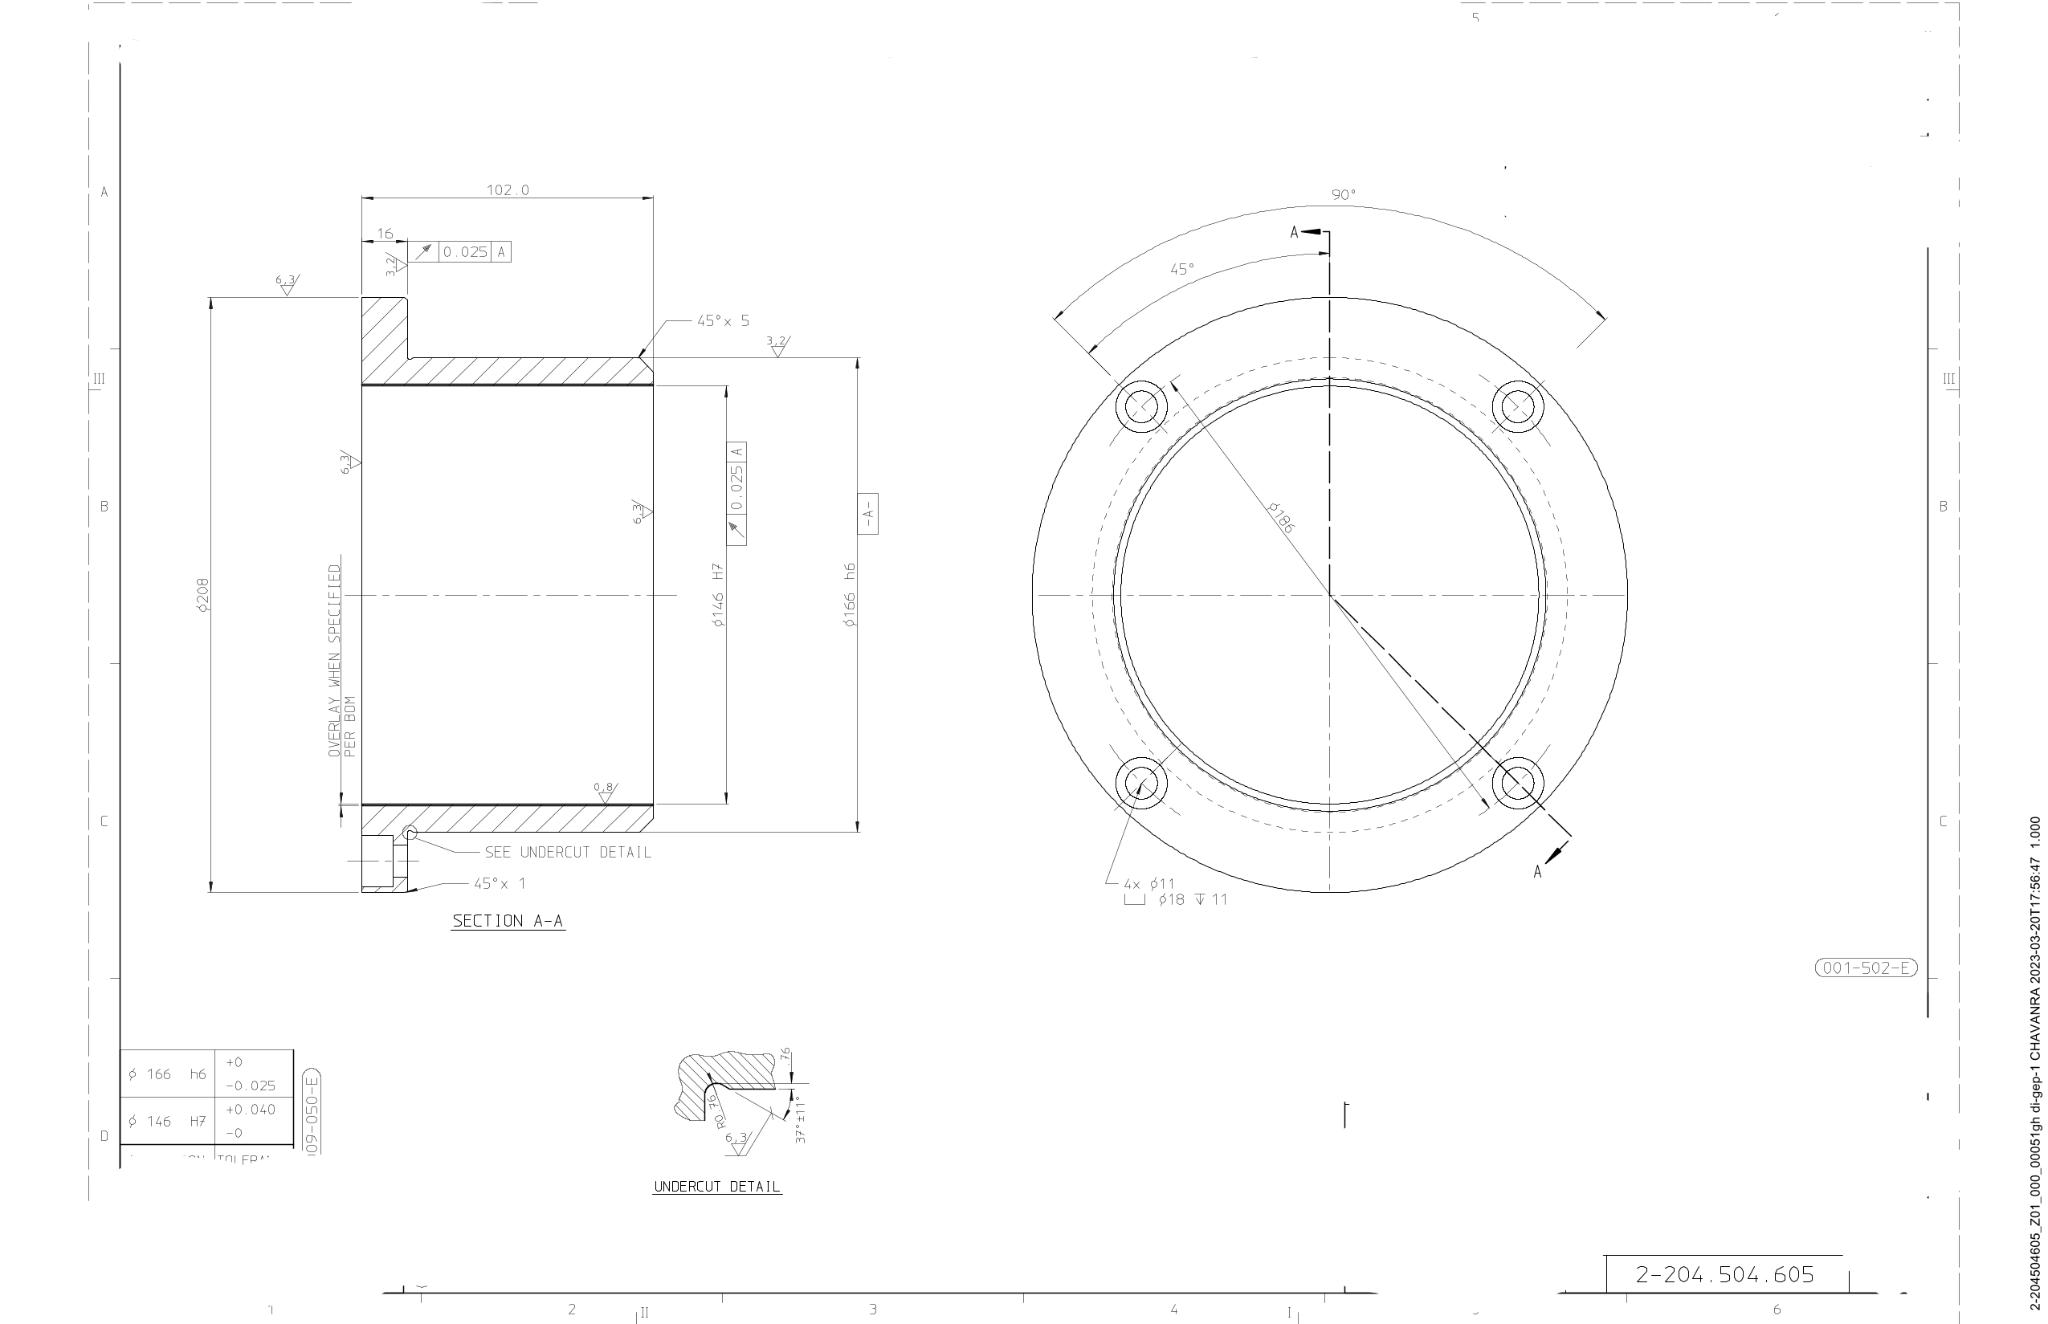 5
A
A
102.0
90°
16
0.025 A
3,2
A
45°
6,3
45°x 5
3,2
III
III
6,3
0.025 A
6,3
-A-
ϕ186
B
B
ϕ208
OVERLAY WHEN SPECIFIED
PER BOM
ϕ146 H7
ϕ166 h6
0,8
C
C
SEE UNDERCUT DETAIL
45°x 1
A
4x ϕ11
⌴ ϕ18 ↧ 11
SECTION A-A
001-502-E
ϕ 166 h6 +0
-0.025
ϕ 146 H7 +0.040
-0
09-050-E
.76
R0.76
37°±11°
6,3
D
UNDERCUT DETAIL
2-204.504.605
1 2 3 4 6
II I
2-204504605_Z01_000_00051gh di-gep-1 CHAVANRA 2023-03-20T17:56:47 1.000